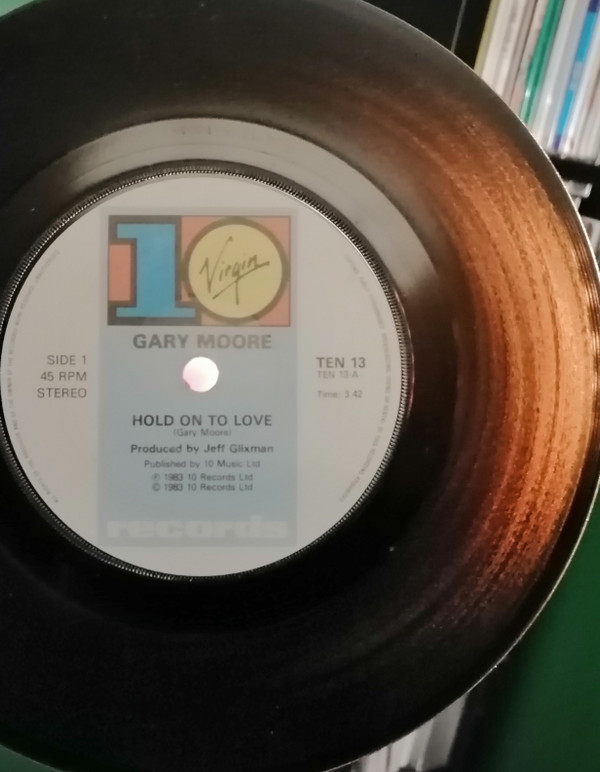 10
Virgin
GARY MOORE
SIDE 1
45 RPM
STEREO
TEN 13
TEN 13-A
Time: 3.42
HOLD ON TO LOVE
(Gary Moore)
Produced by Jeff Glixman
Published by 10 Music Ltd
℗ 1983 10 Records Ltd
© 1983 10 Records Ltd
records